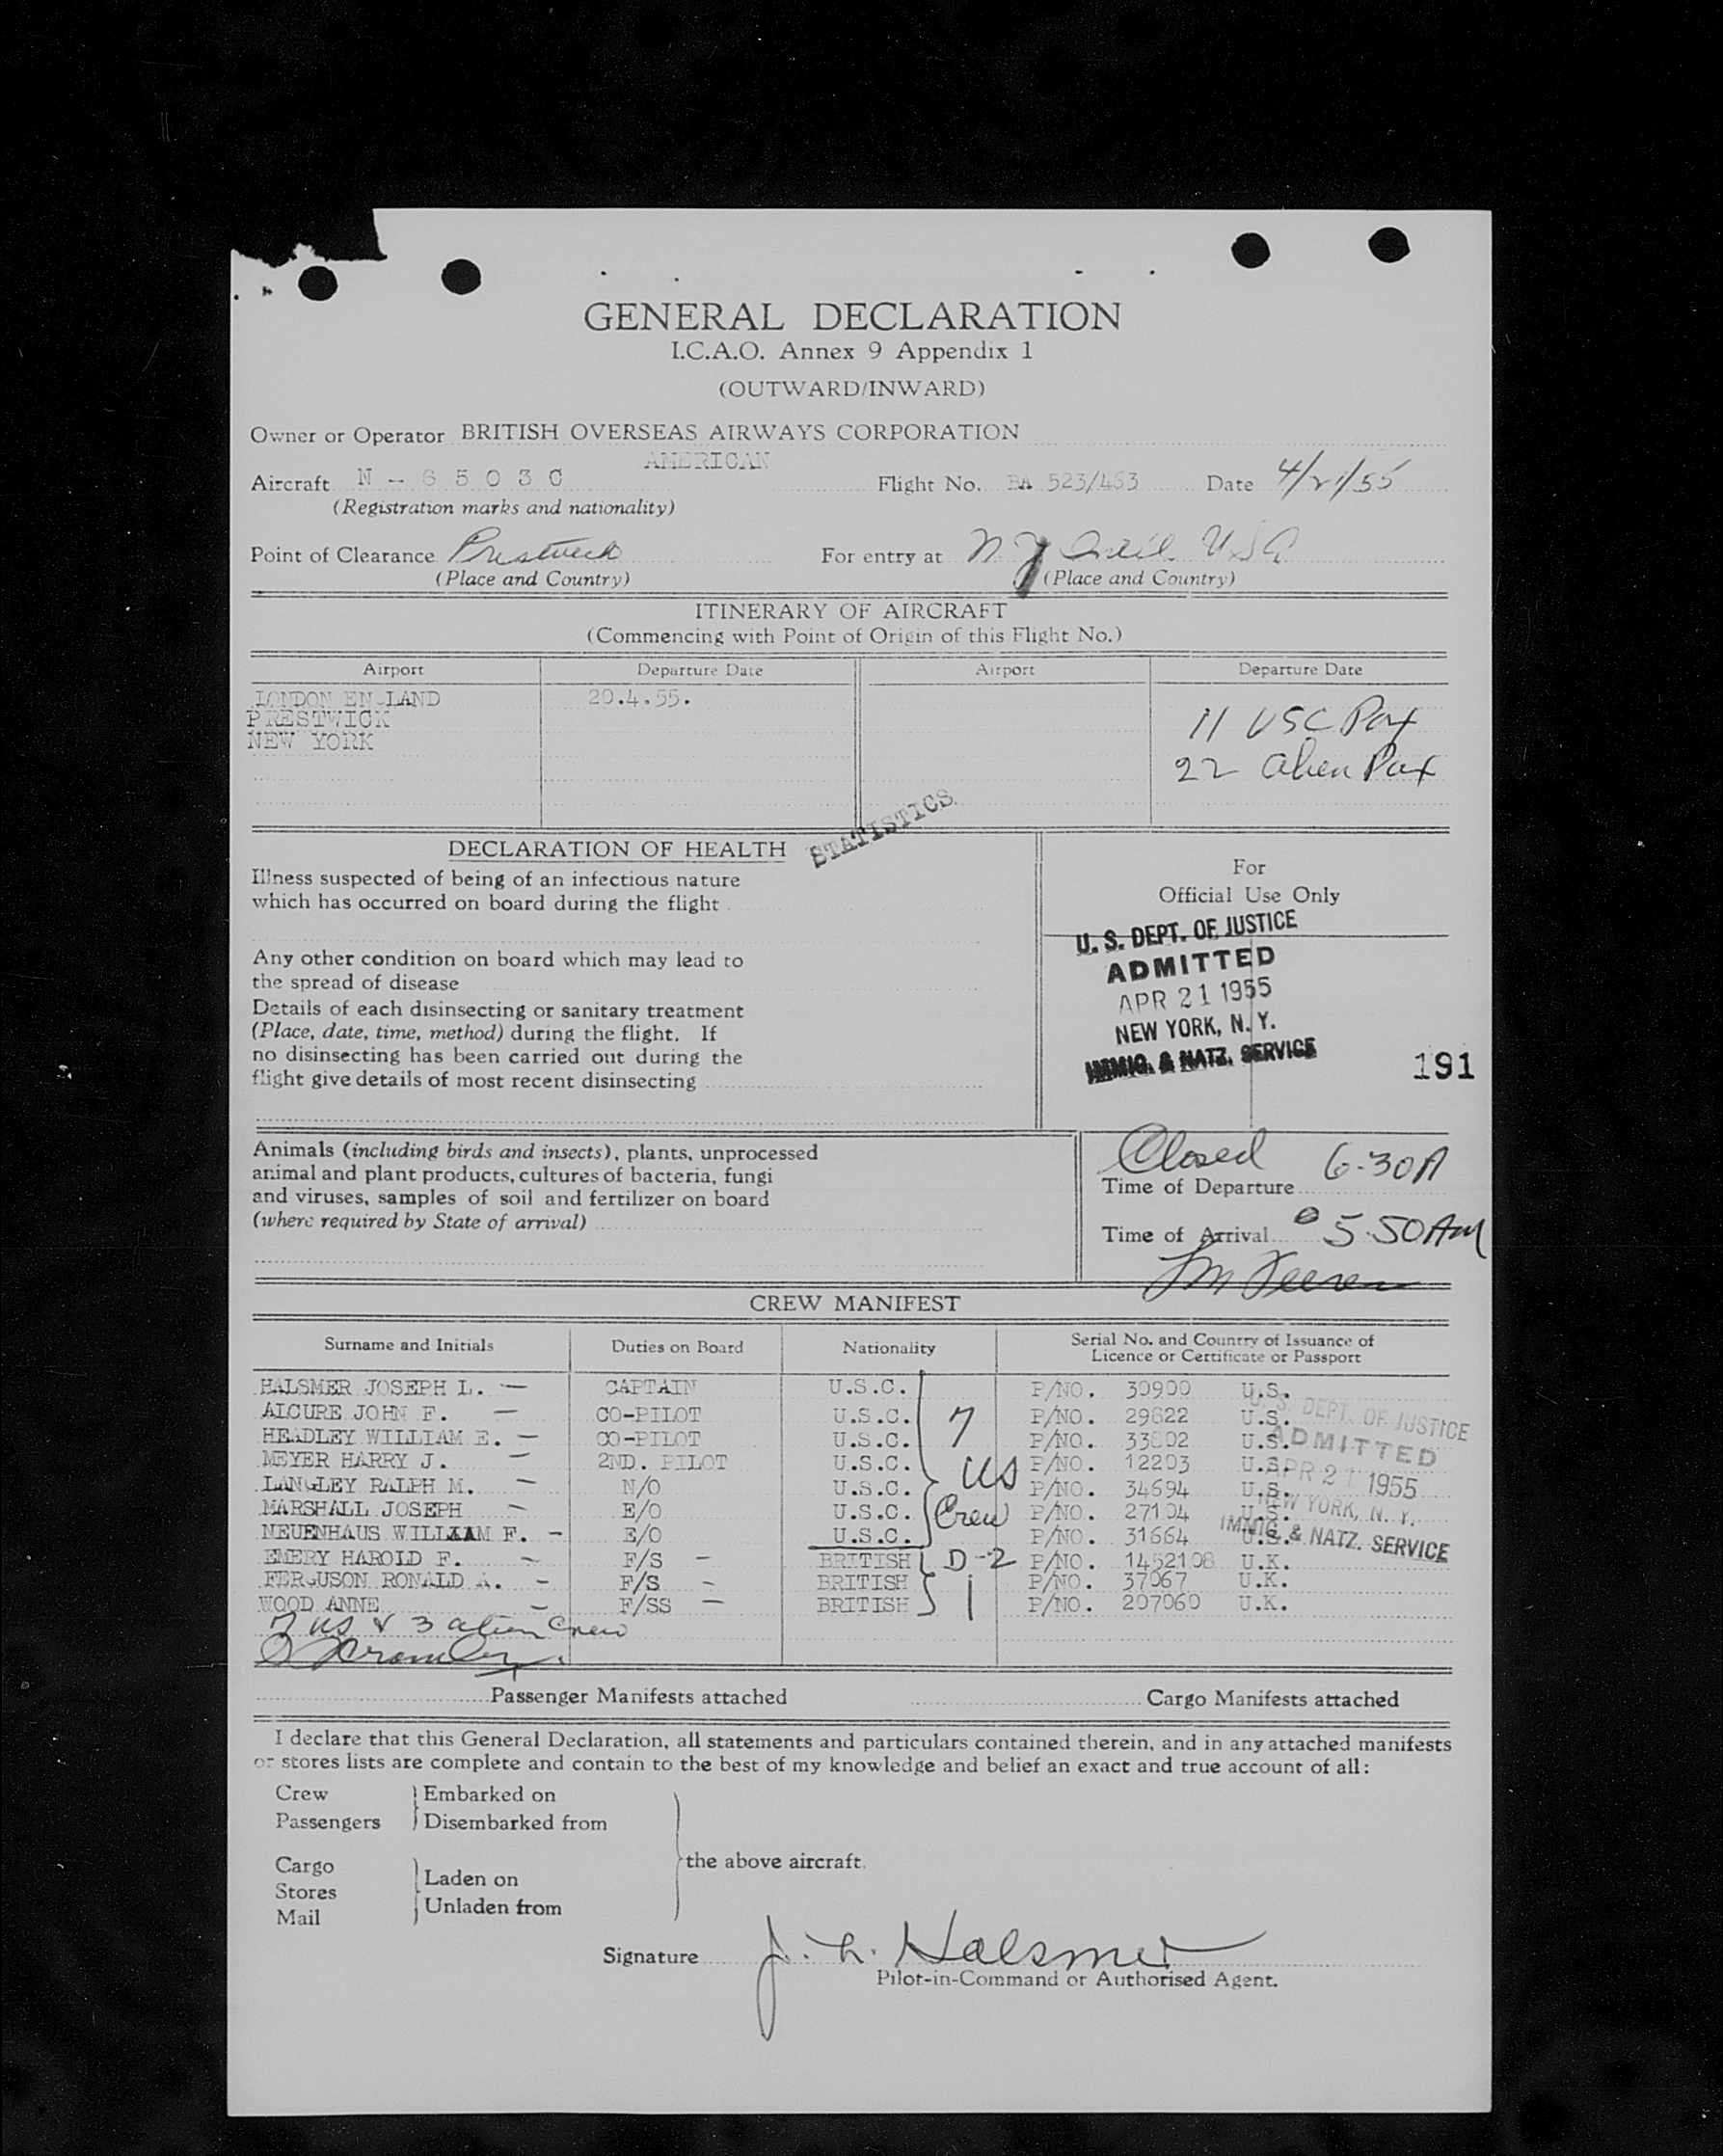 GENERAL DECLARATION
I.C.A.O. Annex 9 Appendix 1
(OUTWARD/INWARD)
Owner or Operator BRITISH OVERSEAS AIRWAYS CORPORATION
AMERICAN
Aircraft N - 6 5 0 3 C Flight No. BA 523/463 Date 4/21/55
(Registration marks and nationality)
Point of Clearance Prestwick For entry at N Y USA
(Place and Country) (Place and Country)
ITINERARY OF AIRCRAFT
(Commencing with Point of Origin of this Flight No.)
Airport Departure Date Airport Departure Date
LONDON ENGLAND 20.4.55.
PRESTWICK
NEW YORK
11 USC Pax
22 alien Pax
STATISTICS
DECLARATION OF HEALTH
Illness suspected of being of an infectious nature
which has occurred on board during the flight
Any other condition on board which may lead to
the spread of disease
Details of each disinsecting or sanitary treatment
(Place, date, time, method) during the flight. If
no disinsecting has been carried out during the
flight give details of most recent disinsecting
For
Official Use Only
U. S. DEPT. OF JUSTICE
ADMITTED
APR 21 1955
NEW YORK, N. Y.
IMMIG. & NATZ. SERVICE
191
Animals (including birds and insects), plants, unprocessed
animal and plant products, cultures of bacteria, fungi
and viruses, samples of soil and fertilizer on board
(where required by State of arrival)
Closed 6-30A
Time of Departure
Time of Arrival 5.50AM
CREW MANIFEST
Surname and Initials Duties on Board Nationality Serial No. and Country of Issuance of
Licence or Certificate or Passport
HALSMER JOSEPH L. — CAPTAIN U.S.C. P/NO. 30900 U.S.
ALCURE JOHN F. — CO-PILOT U.S.C. P/NO. 29622 U.S.
HEADLEY WILLIAM E. — CO-PILOT U.S.C. P/NO. U.S.
MEYER HARRY J. — 2ND. PILOT U.S.C. P/NO. 12203 U.S.
LANGLEY RALPH M. — N/O U.S.C. P/NO. 34694 U.S.
MARSHALL JOSEPH — E/O U.S.C. P/NO. 27104 U.S.
NEUENHAUS WILLIAM F. — E/O U.S.C. P/NO. 31664 U.S.
EMERY HAROLD F. — F/S — BRITISH P/NO. 1452108 U.K.
FERGUSON RONALD A. — F/S — BRITISH P/NO. 37067 U.K.
WOOD ANNE — F/SS — BRITISH P/NO. 207060 U.K.
7
US
Crew
D-2
1
U. S. DEPT. OF JUSTICE
ADMITTED
APR 21 1955
NEW YORK, N. Y.
IMMIG. & NATZ. SERVICE
7 US & 3 alien Crew
Passenger Manifests attached Cargo Manifests attached
I declare that this General Declaration, all statements and particulars contained therein, and in any attached manifests
or stores lists are complete and contain to the best of my knowledge and belief an exact and true account of all:
Crew Embarked on
Passengers Disembarked from
the above aircraft.
Cargo Laden on
Stores
Mail Unladen from
Signature J. L. Halsmer
Pilot-in-Command or Authorised Agent.